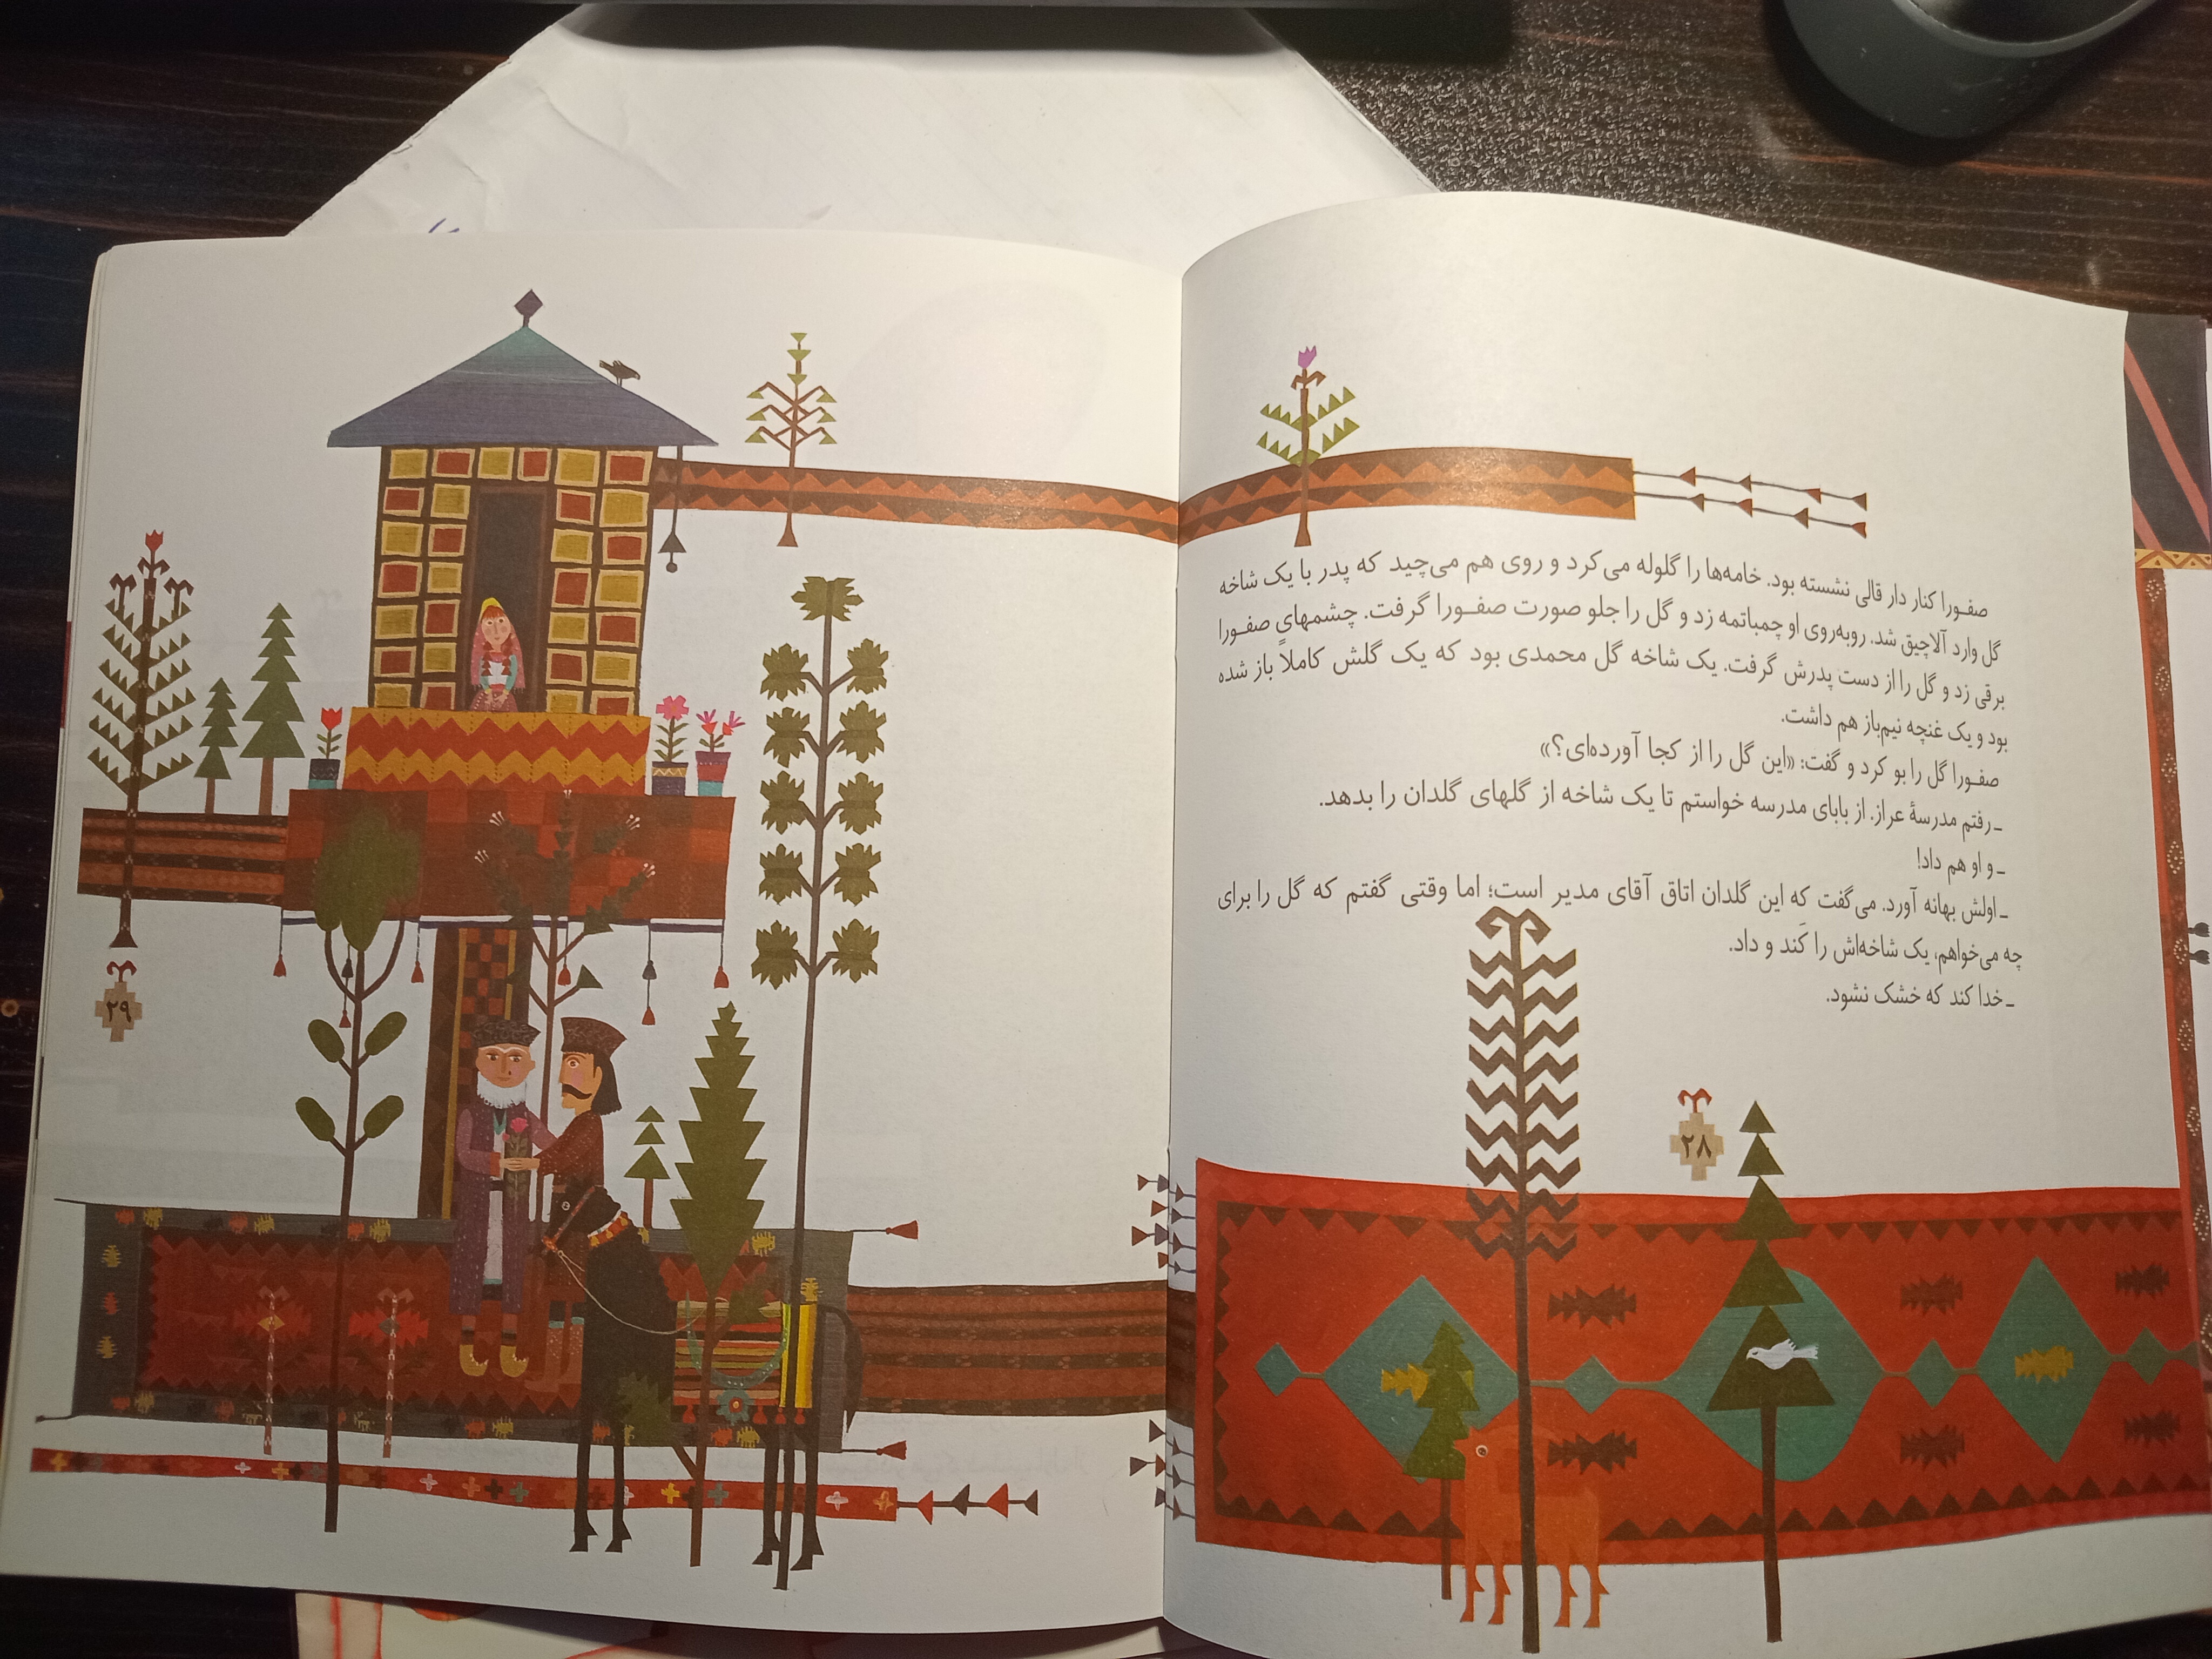 صفورا کنار دار قالی نشسته بود. خامه‌ها را گلوله می‌کرد و روی هم می‌چید که پدر با یک شاخه
گل وارد آلاچیق شد. روبه‌روی او چمباتمه زد و گل را جلو صورت صفورا گرفت. چشمهای صفورا
برقی زد و گل را از دست پدرش گرفت. یک شاخه گل محمدی بود که یک گلش کاملاً باز شده
بود و یک غنچه نیم‌باز هم داشت.
صفورا گل را بو کرد و گفت: «این گل را از کجا آورده‌ای؟»
ـ رفتم مدرسهٔ عراز. از بابای مدرسه خواستم تا یک شاخه از گلهای گلدان را بدهد.
ـ و او هم داد!
ـ اولش بهانه آورد. می‌گفت که این گلدان اتاق آقای مدیر است؛ اما وقتی گفتم که گل را برای
چه می‌خواهم، یک شاخه‌اش را کَند و داد.
ـ خدا کند که خشک نشود.
۲۸
۲۹